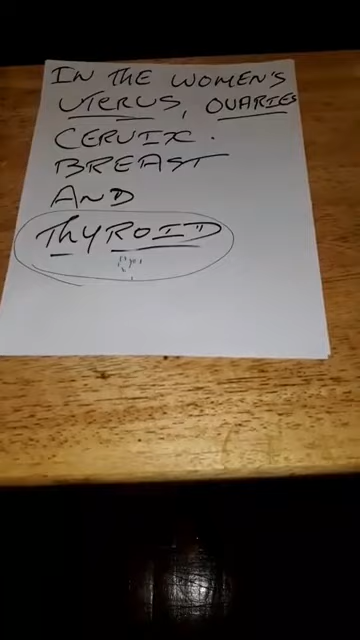 IN THE WOMEN'S
UTERUS, OVARIES
CERVIX.
BREAST
AND
ThYROID